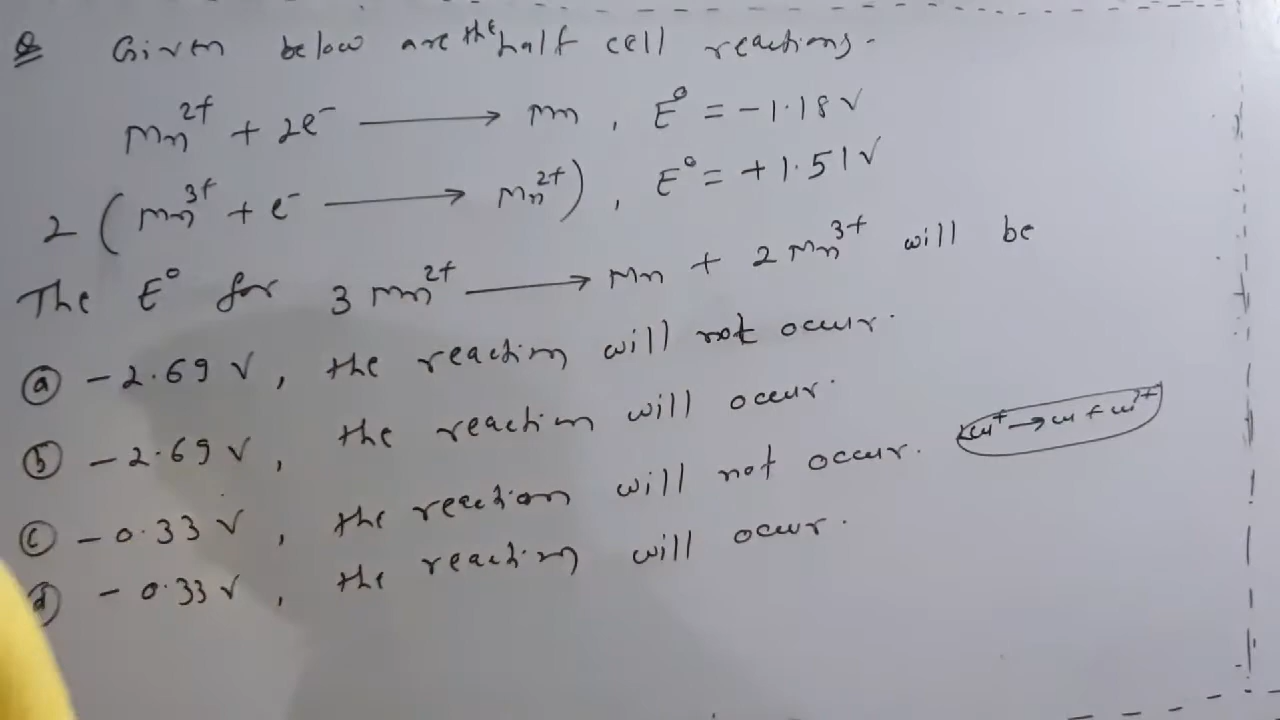 Q Given below are the half cell reactions.
Mn²⁺ + 2e⁻ ⟶ Mn , E° = -1.18 V
2 ( Mn³⁺ + e⁻ ⟶ Mn²⁺ ) , E° = +1.51 V
The E° for 3 Mn²⁺ ⟶ Mn + 2 Mn³⁺ will be
ⓐ -2.69 V , the reaction will not occur.
ⓑ -2.69 V , the reaction will occur.
Cu⁺ → Cu + Cu²⁺
ⓒ -0.33 V , the reaction will not occur.
ⓓ -0.33 V , the reaction will occur.